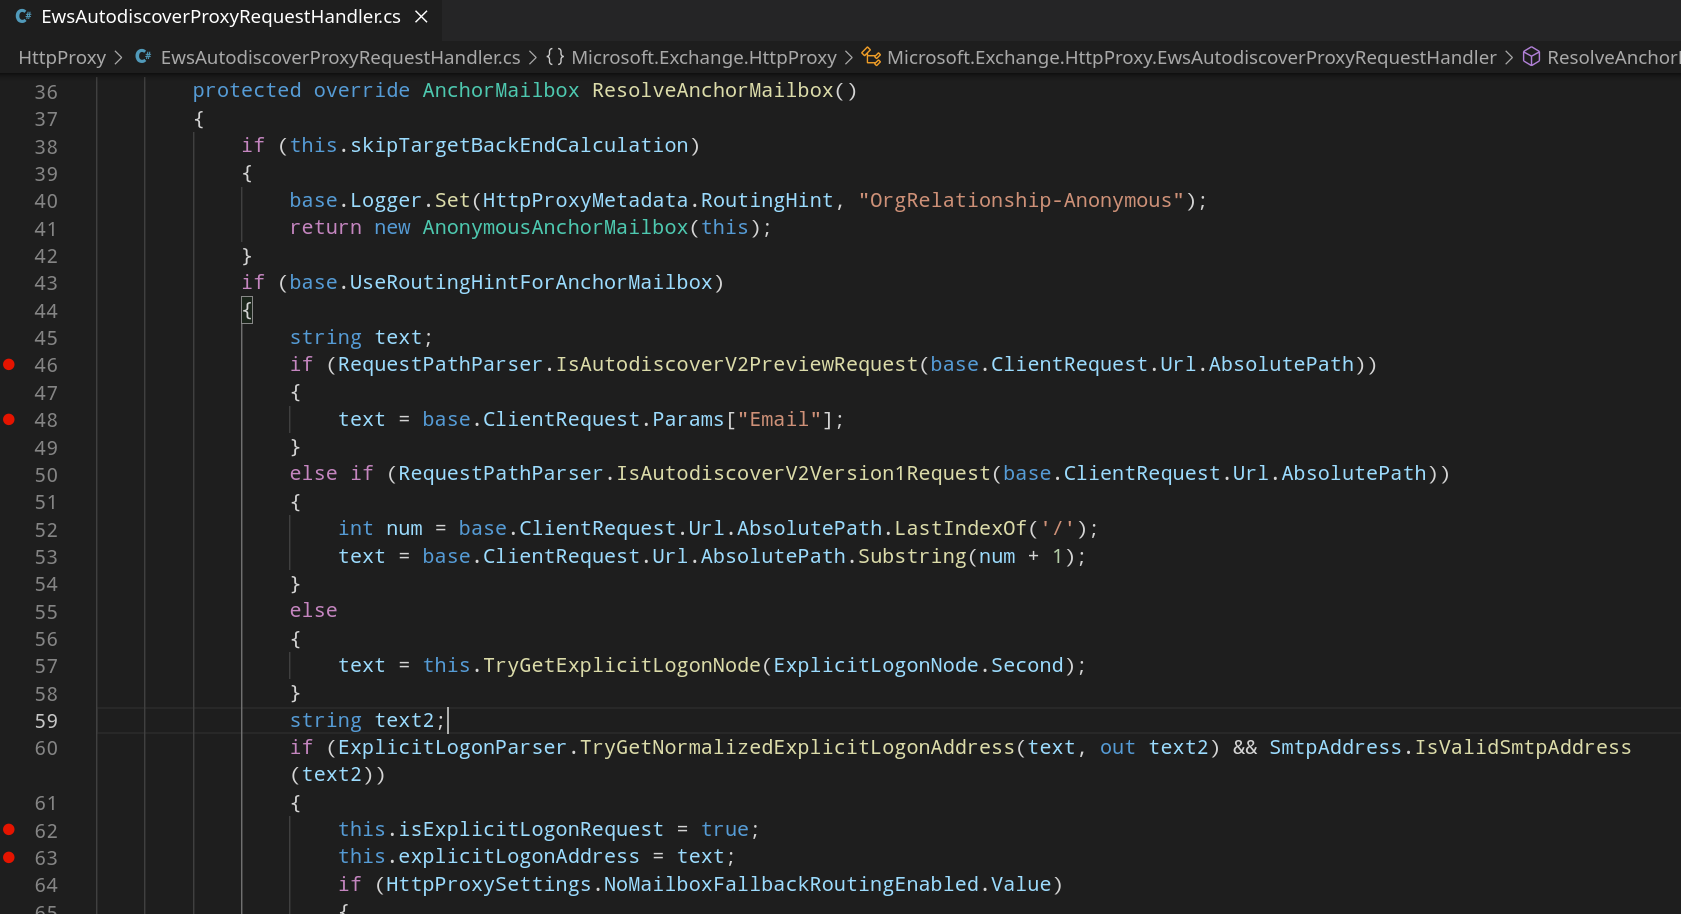 EwsAutodiscoverProxyRequestHandler.cs
HttpProxy > EwsAutodiscoverProxyRequestHandler.cs > {} Microsoft.Exchange.HttpProxy > Microsoft.Exchange.HttpProxy.EwsAutodiscoverProxyRequestHandler > ResolveAnchor
36 protected override AnchorMailbox ResolveAnchorMailbox()
37 {
38 if (this.skipTargetBackEndCalculation)
39 {
40 base.Logger.Set(HttpProxyMetadata.RoutingHint, "OrgRelationship-Anonymous");
41 return new AnonymousAnchorMailbox(this);
42 }
43 if (base.UseRoutingHintForAnchorMailbox)
44 {
45 string text;
46 if (RequestPathParser.IsAutodiscoverV2PreviewRequest(base.ClientRequest.Url.AbsolutePath))
47 {
48 text = base.ClientRequest.Params["Email"];
49 }
50 else if (RequestPathParser.IsAutodiscoverV2Version1Request(base.ClientRequest.Url.AbsolutePath))
51 {
52 int num = base.ClientRequest.Url.AbsolutePath.LastIndexOf('/');
53 text = base.ClientRequest.Url.AbsolutePath.Substring(num + 1);
54 }
55 else
56 {
57 text = this.TryGetExplicitLogonNode(ExplicitLogonNode.Second);
58 }
59 string text2;
60 if (ExplicitLogonParser.TryGetNormalizedExplicitLogonAddress(text, out text2) && SmtpAddress.IsValidSmtpAddress
(text2))
61 {
62 this.isExplicitLogonRequest = true;
63 this.explicitLogonAddress = text;
64 if (HttpProxySettings.NoMailboxFallbackRoutingEnabled.Value)
65 {